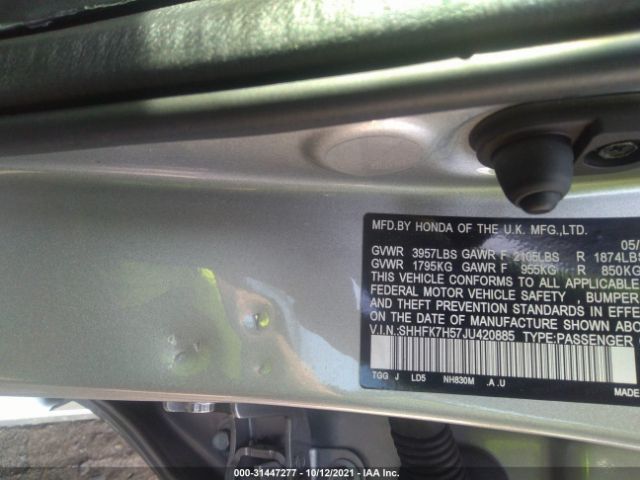 MFD.BY HONDA OF THE U.K. MFG.,LTD. 05/
GVWR 3957LBS GAWR F 2105LBS R 1874LBS
GVWR 1795KG GAWR F 955KG R 850KG
THIS VEHICLE CONFORMS TO ALL APPLICABLE
FEDERAL MOTOR VEHICLE SAFETY , BUMPER
AND THEFT PREVENTION STANDARDS IN EFFE
ON THE DATE OF MANUFACTURE SHOWN ABO
V.I.N:SHHFK7H57JU420885 TYPE:PASSENGER
TGG J LD5 NH830M .A .U
MADE
000-31447277 - 10/12/2021 - IAA Inc.